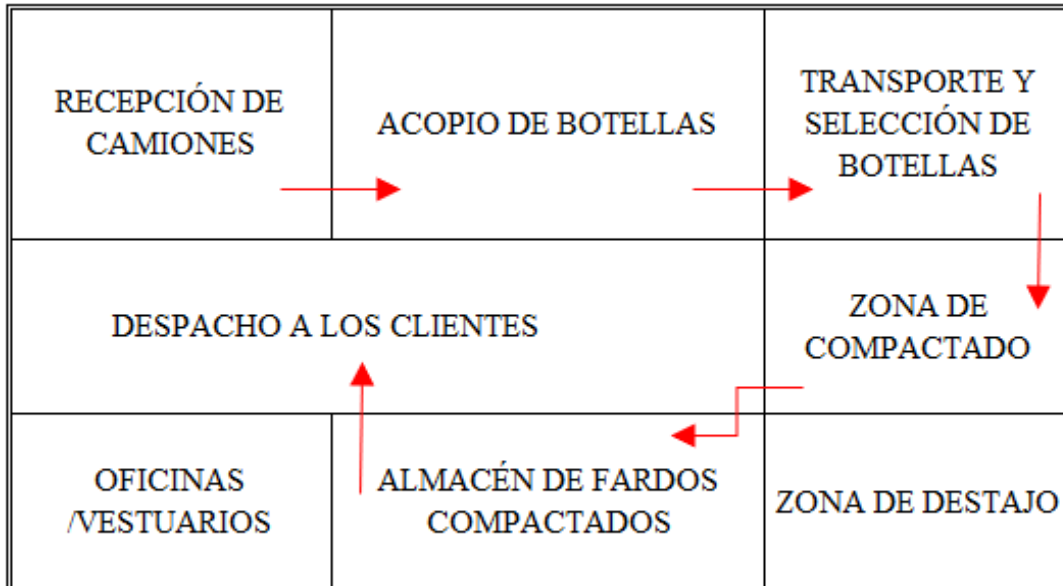 RECEPCIÓN DE
CAMIONES
ACOPIO DE BOTELLAS
TRANSPORTE Y
SELECCIÓN DE
BOTELLAS
DESPACHO A LOS CLIENTES
ZONA DE
COMPACTADO
OFICINAS
/VESTUARIOS
ALMACÉN DE FARDOS
COMPACTADOS
ZONA DE DESTAJO